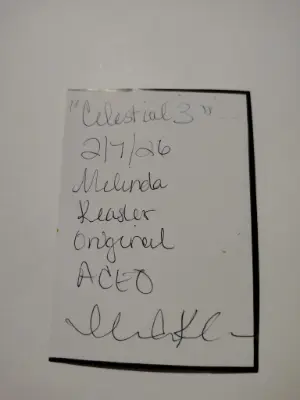 "Celestial 3"
2/7/26
Melinda
Keasler
Original
ACEO